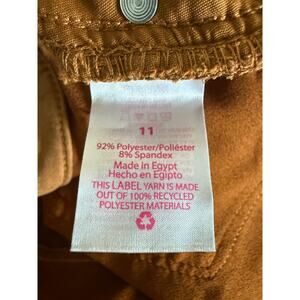 11
92% Polyester/Poliéster
8% Spandex
Made in Egypt
Hecho en Egipto
THIS LABEL YARN IS MADE
OUT OF 100% RECYCLED
POLYESTER MATERIALS